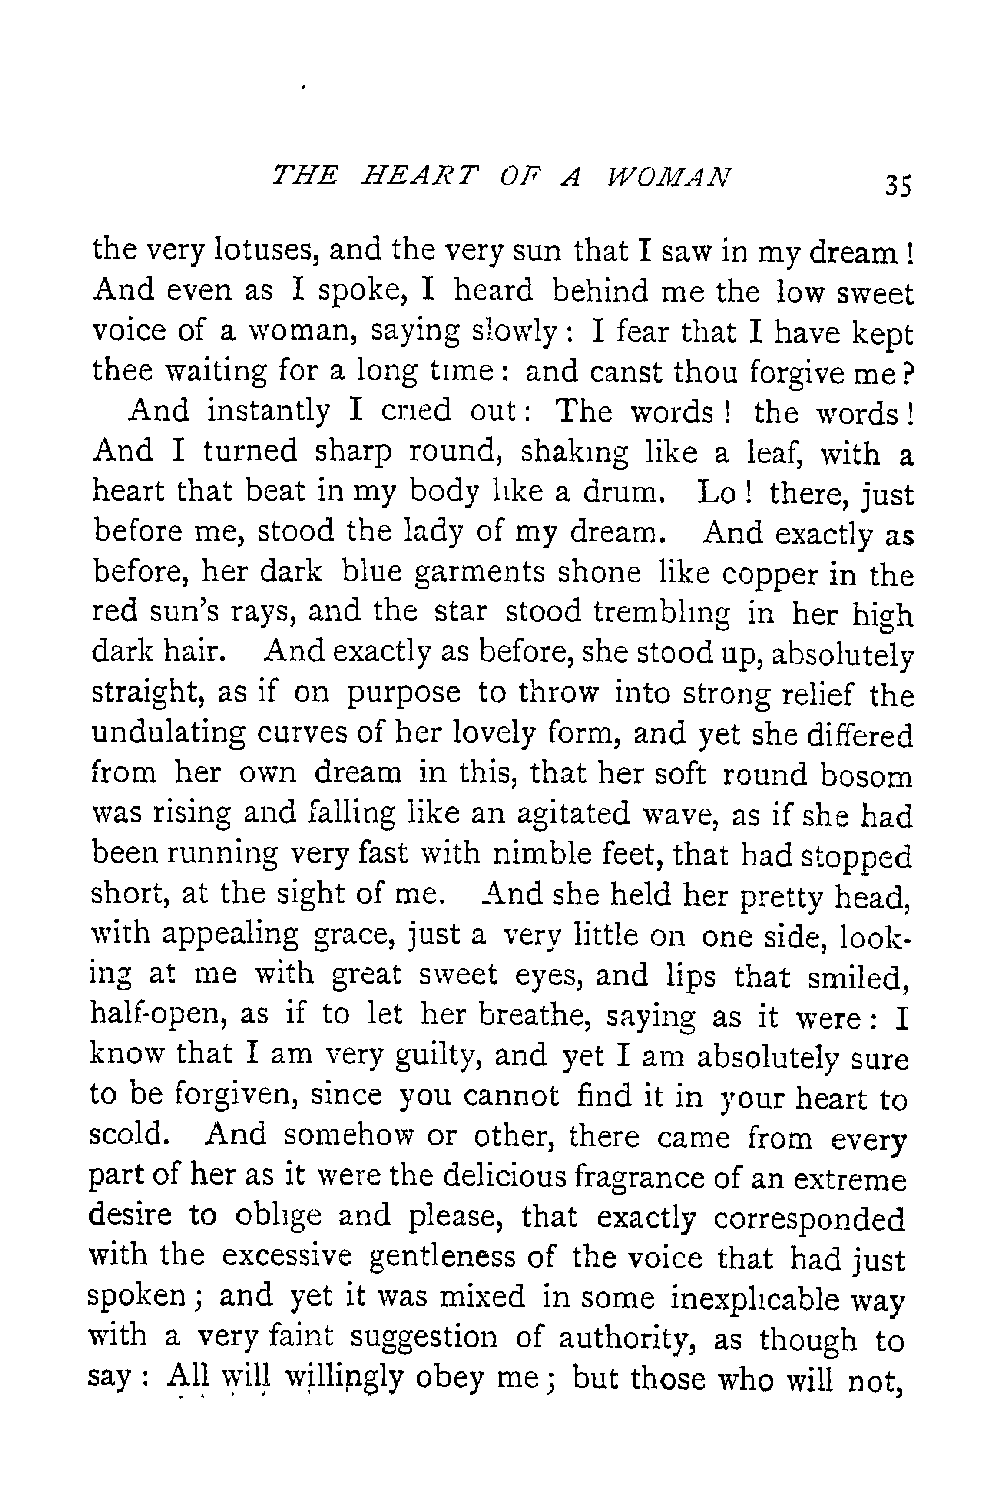 THE HEART OF A WOMAN 35
the very lotuses, and the very sun that I saw in my dream !
And even as I spoke, I heard behind me the low sweet
voice of a woman, saying slowly : I fear that I have kept
thee waiting for a long time : and canst thou forgive me ?
And instantly I cried out : The words ! the words !
And I turned sharp round, shaking like a leaf, with a
heart that beat in my body like a drum. Lo ! there, just
before me, stood the lady of my dream. And exactly as
before, her dark blue garments shone like copper in the
red sun's rays, and the star stood trembling in her high
dark hair. And exactly as before, she stood up, absolutely
straight, as if on purpose to throw into strong relief the
undulating curves of her lovely form, and yet she differed
from her own dream in this, that her soft round bosom
was rising and falling like an agitated wave, as if she had
been running very fast with nimble feet, that had stopped
short, at the sight of me. And she held her pretty head,
with appealing grace, just a very little on one side, look-
ing at me with great sweet eyes, and lips that smiled,
half-open, as if to let her breathe, saying as it were : I
know that I am very guilty, and yet I am absolutely sure
to be forgiven, since you cannot find it in your heart to
scold. And somehow or other, there came from every
part of her as it were the delicious fragrance of an extreme
desire to oblige and please, that exactly corresponded
with the excessive gentleness of the voice that had just
spoken ; and yet it was mixed in some inexplicable way
with a very faint suggestion of authority, as though to
say : All will willingly obey me ; but those who will not,